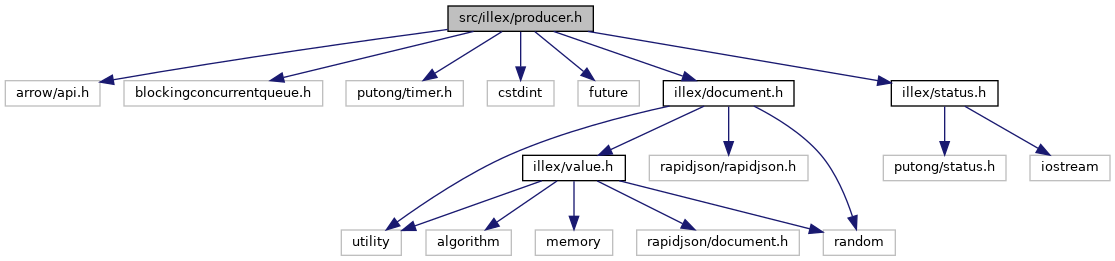 src/illex/producer.h
arrow/api.h
blockingconcurrentqueue.h
putong/timer.h
cstdint
future
illex/document.h
illex/status.h
illex/value.h
rapidjson/rapidjson.h
putong/status.h
iostream
utility
algorithm
memory
rapidjson/document.h
random